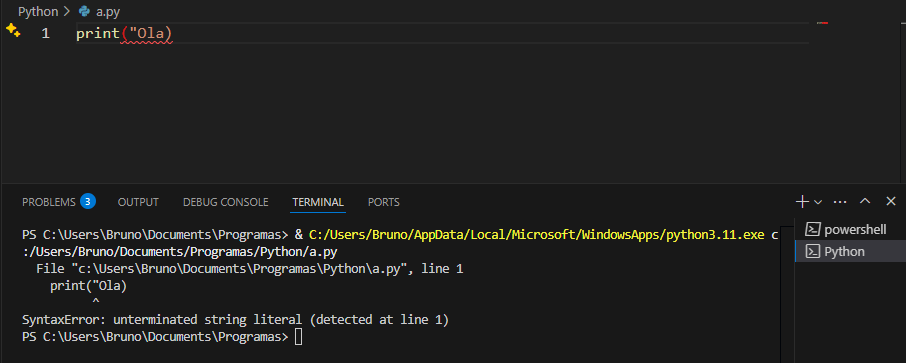 Python > a.py
1 print("Ola)
PROBLEMS 3 OUTPUT DEBUG CONSOLE TERMINAL PORTS
PS C:\Users\Bruno\Documents\Programas> & C:/Users/Bruno/AppData/Local/Microsoft/WindowsApps/python3.11.exe c
:/Users/Bruno/Documents/Programas/Python/a.py
File "c:\Users\Bruno\Documents\Programas\Python\a.py", line 1
print("Ola)
^
SyntaxError: unterminated string literal (detected at line 1)
PS C:\Users\Bruno\Documents\Programas>
powershell
Python